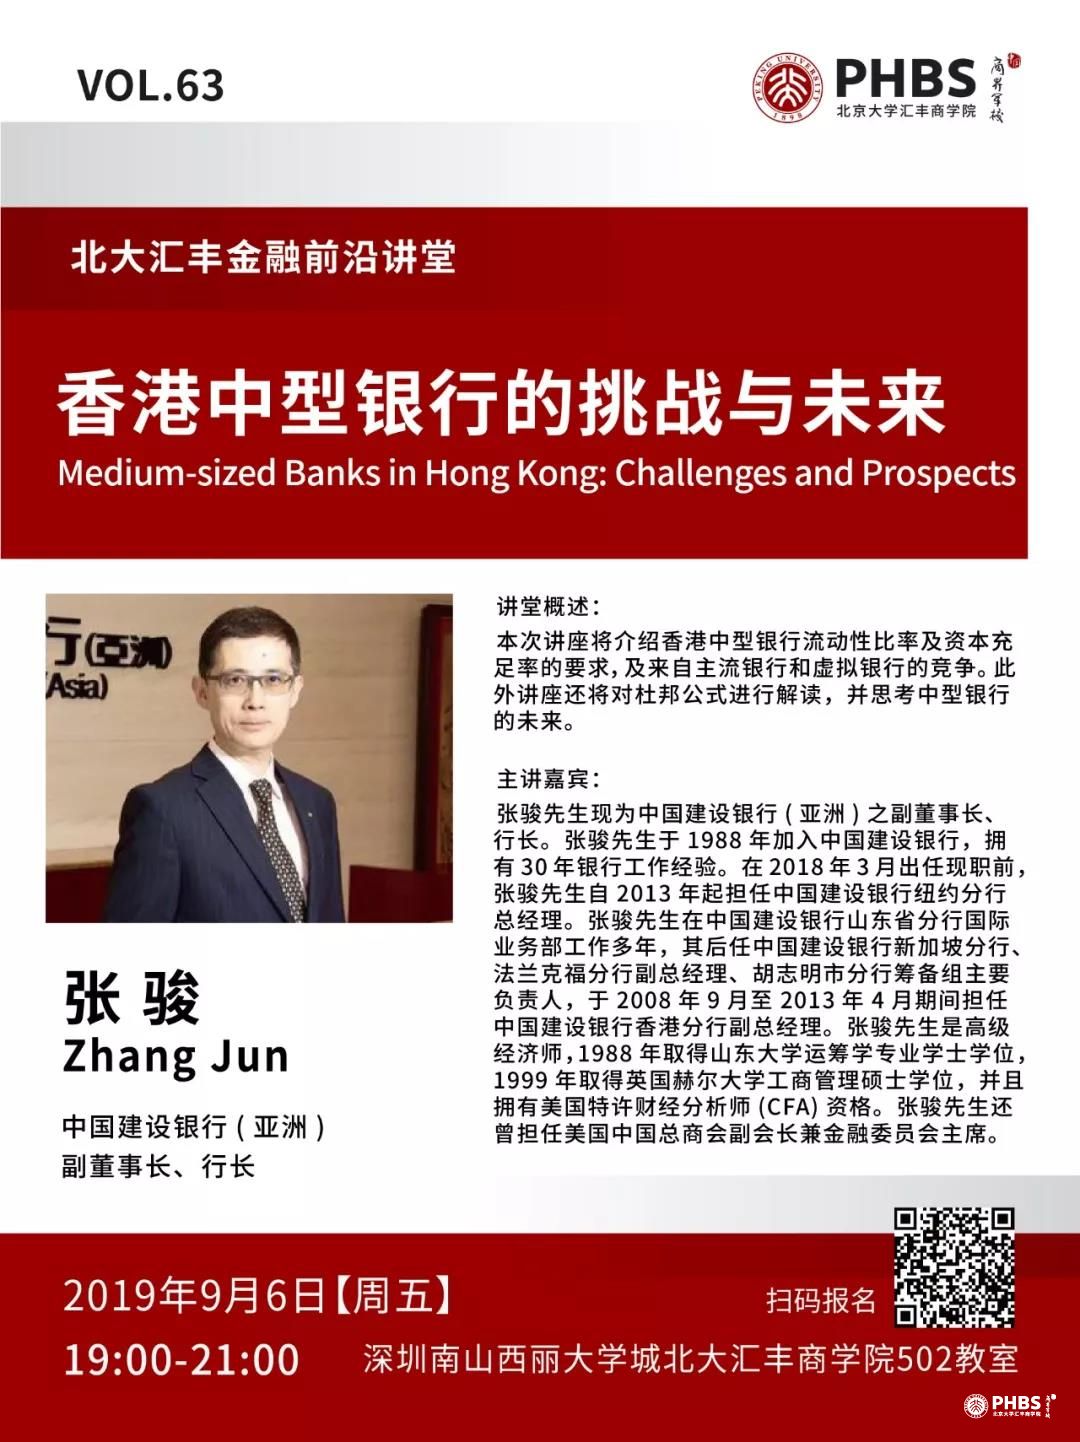 VOL.63
PEKING UNIVERSITY
1898
PHBS
北京大学汇丰商学院
商界军校
北大汇丰金融前沿讲堂
香港中型银行的挑战与未来
Medium-sized Banks in Hong Kong: Challenges and Prospects
行(亞洲)
(Asia)
讲堂概述：
本次讲座将介绍香港中型银行流动性比率及资本充
足率的要求，及来自主流银行和虚拟银行的竞争。此
外讲座还将对杜邦公式进行解读，并思考中型银行
的未来。
主讲嘉宾：
张骏先生现为中国建设银行 ( 亚洲 ) 之副董事长、
行长。张骏先生于 1988 年加入中国建设银行，拥
有 30 年银行工作经验。在 2018 年 3 月出任现职前，
张骏先生自 2013 年起担任中国建设银行纽约分行
总经理。张骏先生在中国建设银行山东省分行国际
业务部工作多年，其后任中国建设银行新加坡分行、
法兰克福分行副总经理、胡志明市分行筹备组主要
负责人，于 2008 年 9 月至 2013 年 4 月期间担任
中国建设银行香港分行副总经理。张骏先生是高级
经济师，1988 年取得山东大学运筹学专业学士学位，
1999 年取得英国赫尔大学工商管理硕士学位，并且
拥有美国特许财经分析师 (CFA) 资格。张骏先生还
曾担任美国中国总商会副会长兼金融委员会主席。
张 骏
Zhang Jun
中国建设银行 ( 亚洲 )
副董事长、行长
2019年9月6日【周五】
19:00-21:00
扫码报名
深圳南山西丽大学城北大汇丰商学院502教室
PHBS
北京大学汇丰商学院